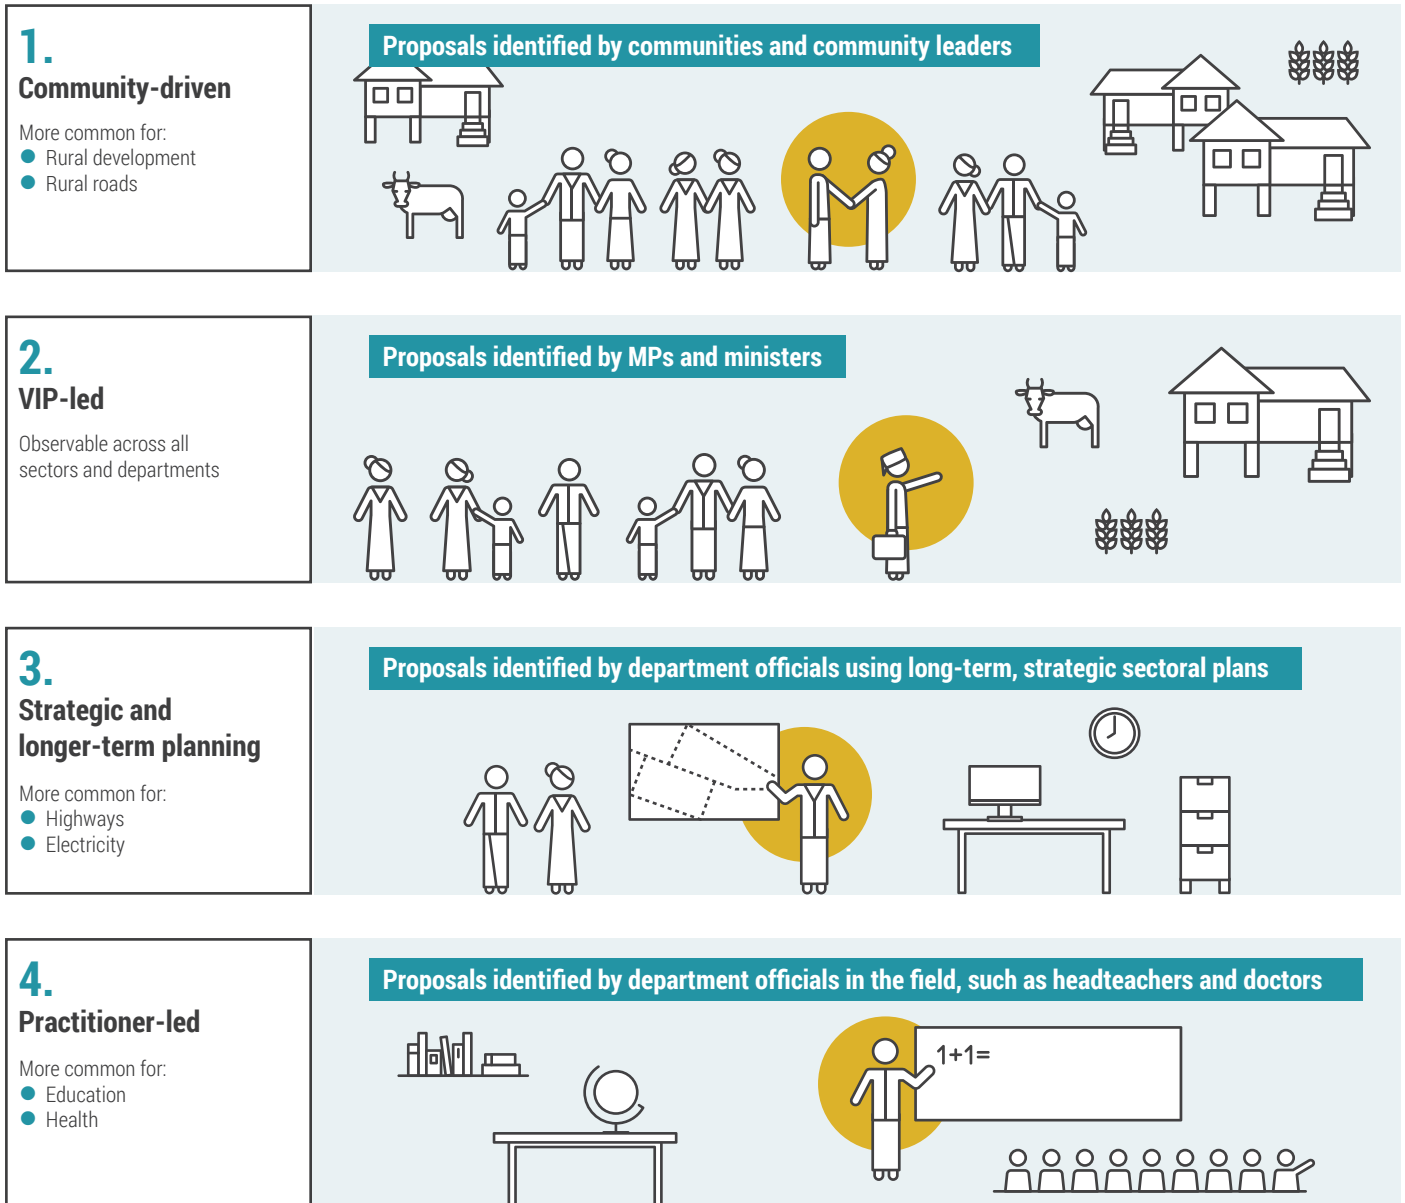 1.
Community-driven
More common for:
Rural development
Rural roads
Proposals identified by communities and community leaders
2.
VIP-led
Observable across all
sectors and departments
Proposals identified by MPs and ministers
3.
Strategic and
longer-term planning
More common for:
Highways
Electricity
Proposals identified by department officials using long-term, strategic sectoral plans
4.
Practitioner-led
More common for:
Education
Health
Proposals identified by department officials in the field, such as headteachers and doctors
1+1=